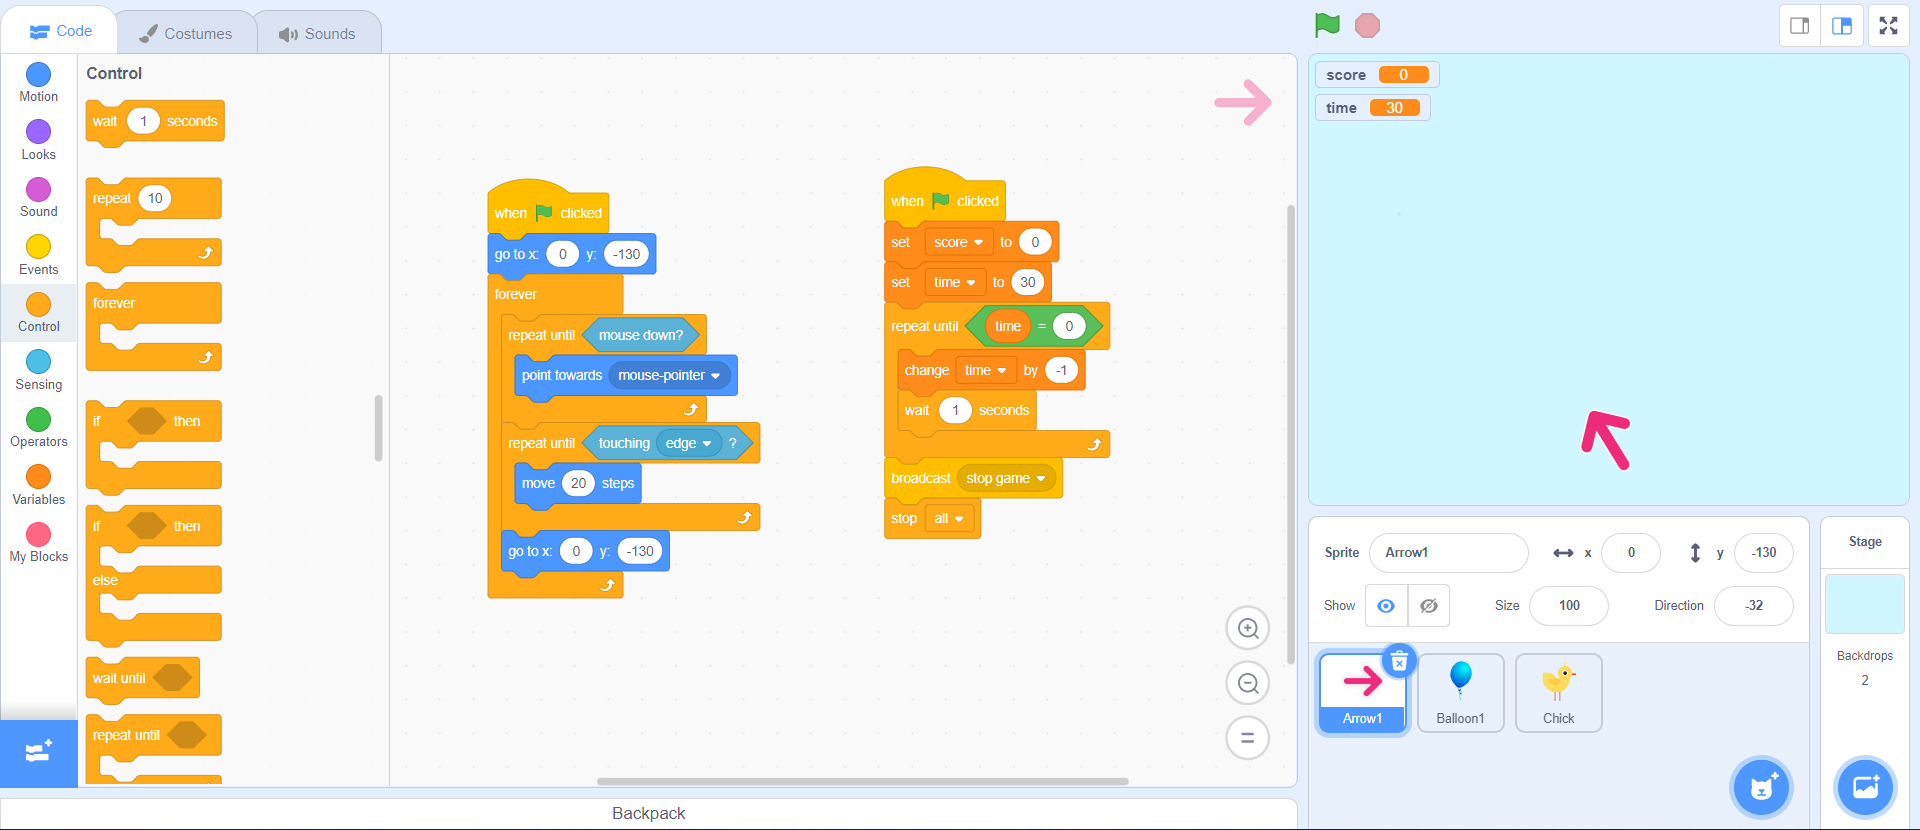 Code
Costumes
Sounds
Motion
Looks
Sound
Events
Control
Sensing
Operators
Variables
My Blocks
Control
wait 1 seconds
repeat 10
forever
if then
if then
else
wait until
repeat until
when clicked
go to x: 0 y: -130
forever
repeat until mouse down?
point towards mouse-pointer
repeat until touching edge ?
move 20 steps
go to x: 0 y: -130
when clicked
set score to 0
set time to 30
repeat until time = 0
change time by -1
wait 1 seconds
broadcast stop game
stop all
Backpack
score 0
time 30
Sprite Arrow1 x 0 y -130
Show Size 100 Direction -32
Arrow1
Balloon1
Chick
Stage
Backdrops
2